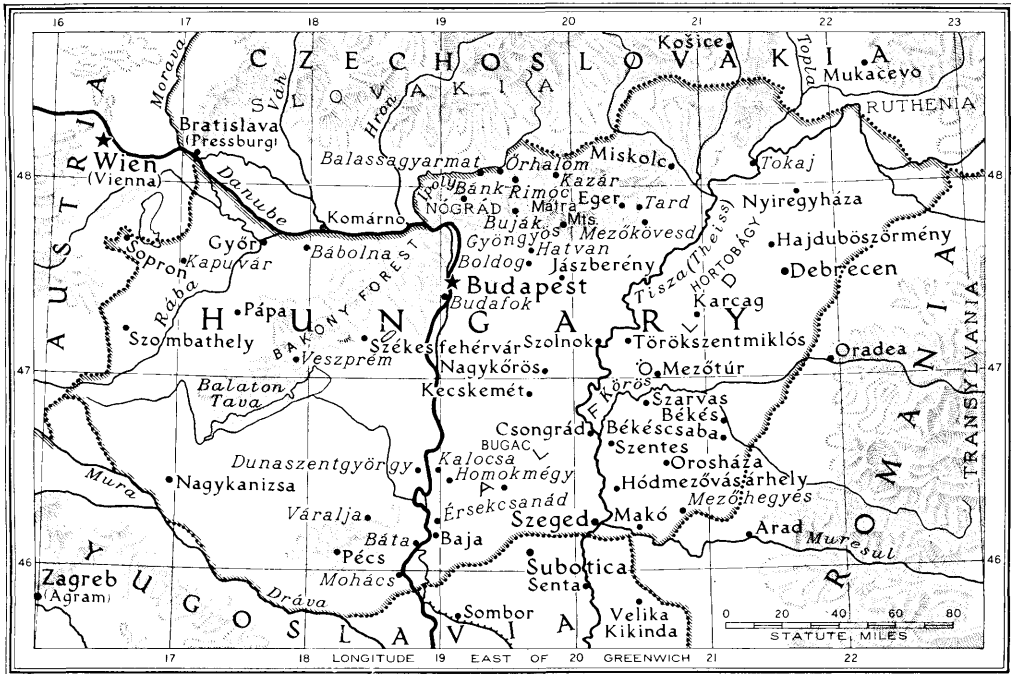 16 17 18 19 20 21 22 23
CZECHOSLOVAKIA
SLOVAKIA
Košice
Mukačevo
RUTHENIA
Topla
Morava
Váh
Hron
AUSTRIA
Wien
(Vienna)
Bratislava
(Pressburg)
Danube
Komárno
Balassagyarmat
Ipoly
Örhalom
Miskolc
Tokaj
Bánk
Rimóc
Kazár
NÓGRÁD
Mátra
Mts.
Eger
Tard
Nyiregyháza
Buják
Mezőkövesd
Gyöngyös
Hatvan
Boldog
Jászberény
48
48
Sopron
Kapuvár
Győr
Bábolna
Rába
Tisza (Theiss)
HORTOBÁGY
Hajduböszörmény
Debrecen
Budapest
Budafok
Karcag
HUNGARY
Pápa
BAKONY FOREST
Szombathely
Veszprém
Székesfehérvár
Szolnok
Törökszentmiklós
Oradea
Nagykőrös
Mezőtúr
Körös
Kecskemét
Szarvas
Békés
Békéscsaba
Csongrád
Szentes
Orosháza
47
47
Balaton
Tava
BUGAC
ALFÖLD
Dunaszentgyörgy
Kalocsa
Homokmégy
Hódmezővásárhely
Mezőhegyes
Nagykanizsa
Mura
Váralja
Érsekcsanád
Szeged
Makó
Arad
Muresul
Báta
Baja
Pécs
Mohács
46
46
Subotica
Senta
Zagreb
(Agram)
Dráva
Sombor
Velika
Kikinda
YUGOSLAVIA
ROMANIA
TRANSYLVANIA
0 20 40 60 80
STATUTE MILES
17 18 19 20 21 22
LONGITUDE EAST OF GREENWICH